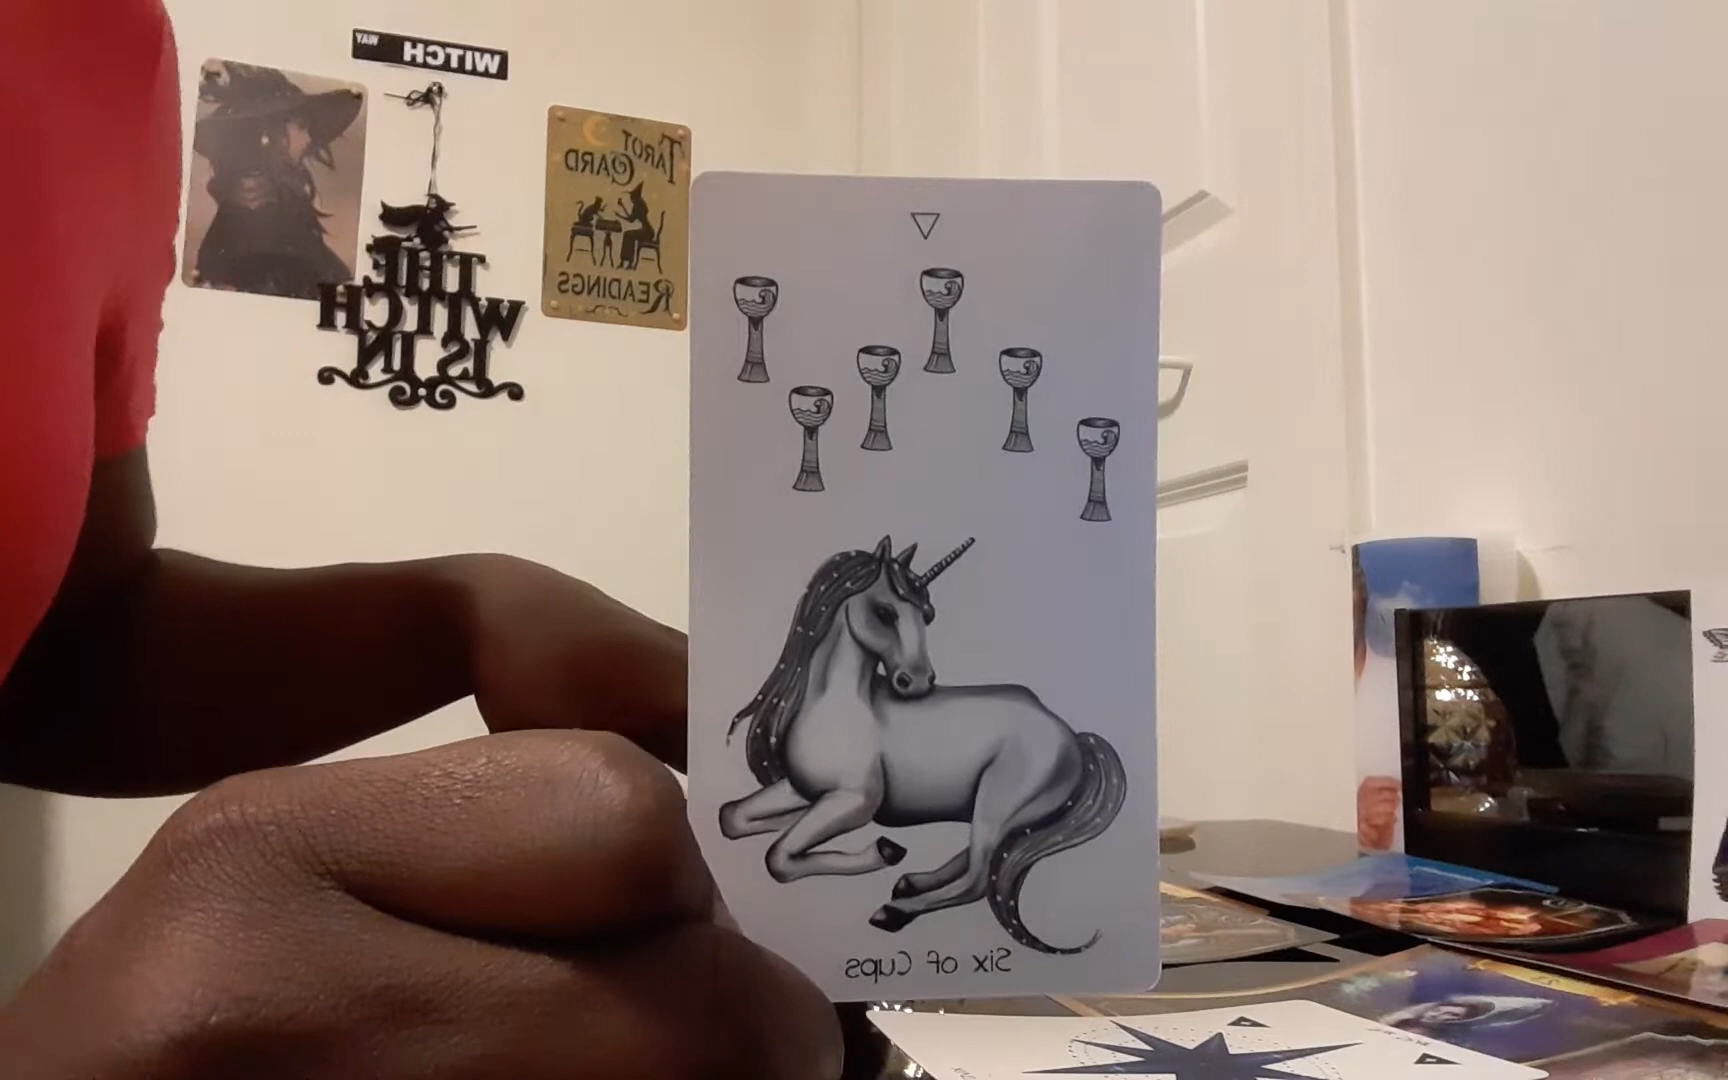 WITCH WAY
TAROT
CARD
READINGS
THE
WITCH
IS IN
Six of Cups